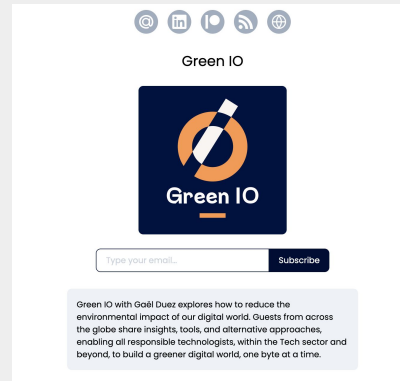 Green IO
Green IO
Type your email...
Subscribe
Green IO with Gaël Duez explores how to reduce the
environmental impact of our digital world. Guests from across
the globe share insights, tools, and alternative approaches,
enabling all responsible technologists, within the Tech sector and
beyond, to build a greener digital world, one byte at a time.